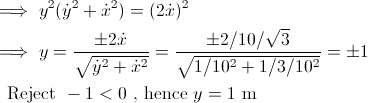 ⟹ y²(ẏ² + ẋ²) = (2ẋ)²
⟹ y = ±2ẋ / √(ẏ² + ẋ²) = ±2/10/√3 / √(1/10² + 1/3/10²) = ±1
Reject −1 < 0 , hence y = 1 m